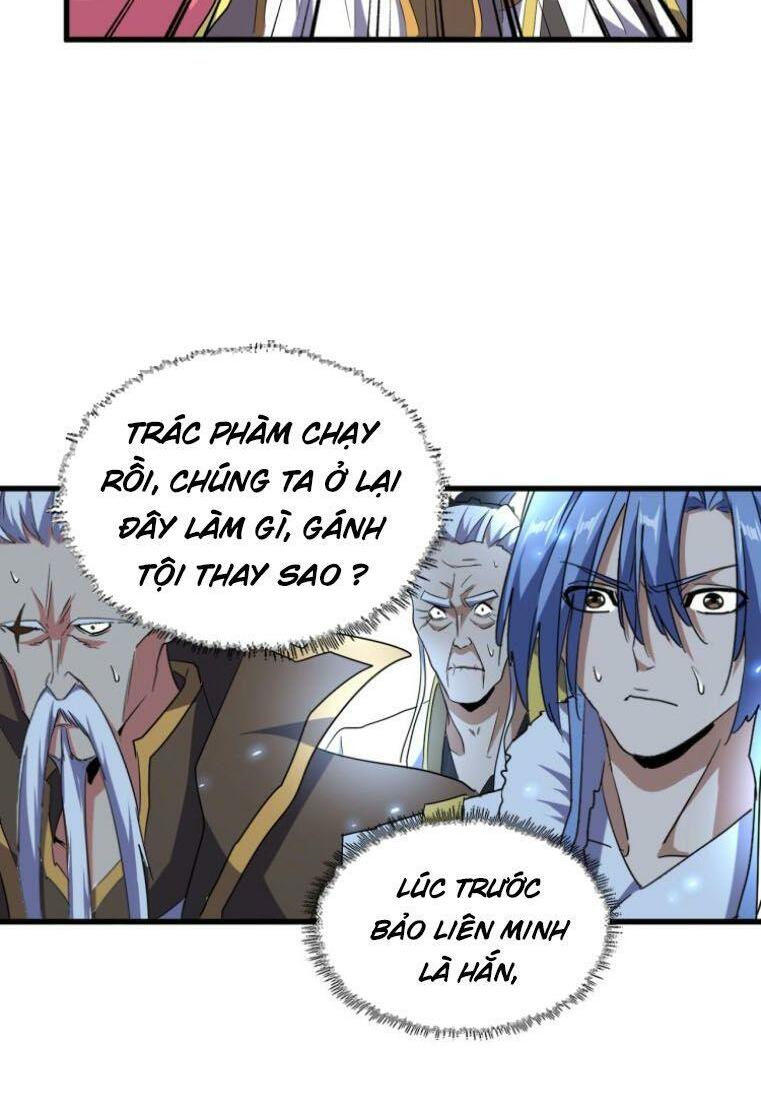 TRÁC PHÀM CHẠY
RỒI, CHÚNG TA Ở LẠI
ĐÂY LÀM GÌ, GÁNH
TỘI THAY SAO ?
LÚC TRƯỚC
BẢO LIÊN MINH
LÀ HẮN,